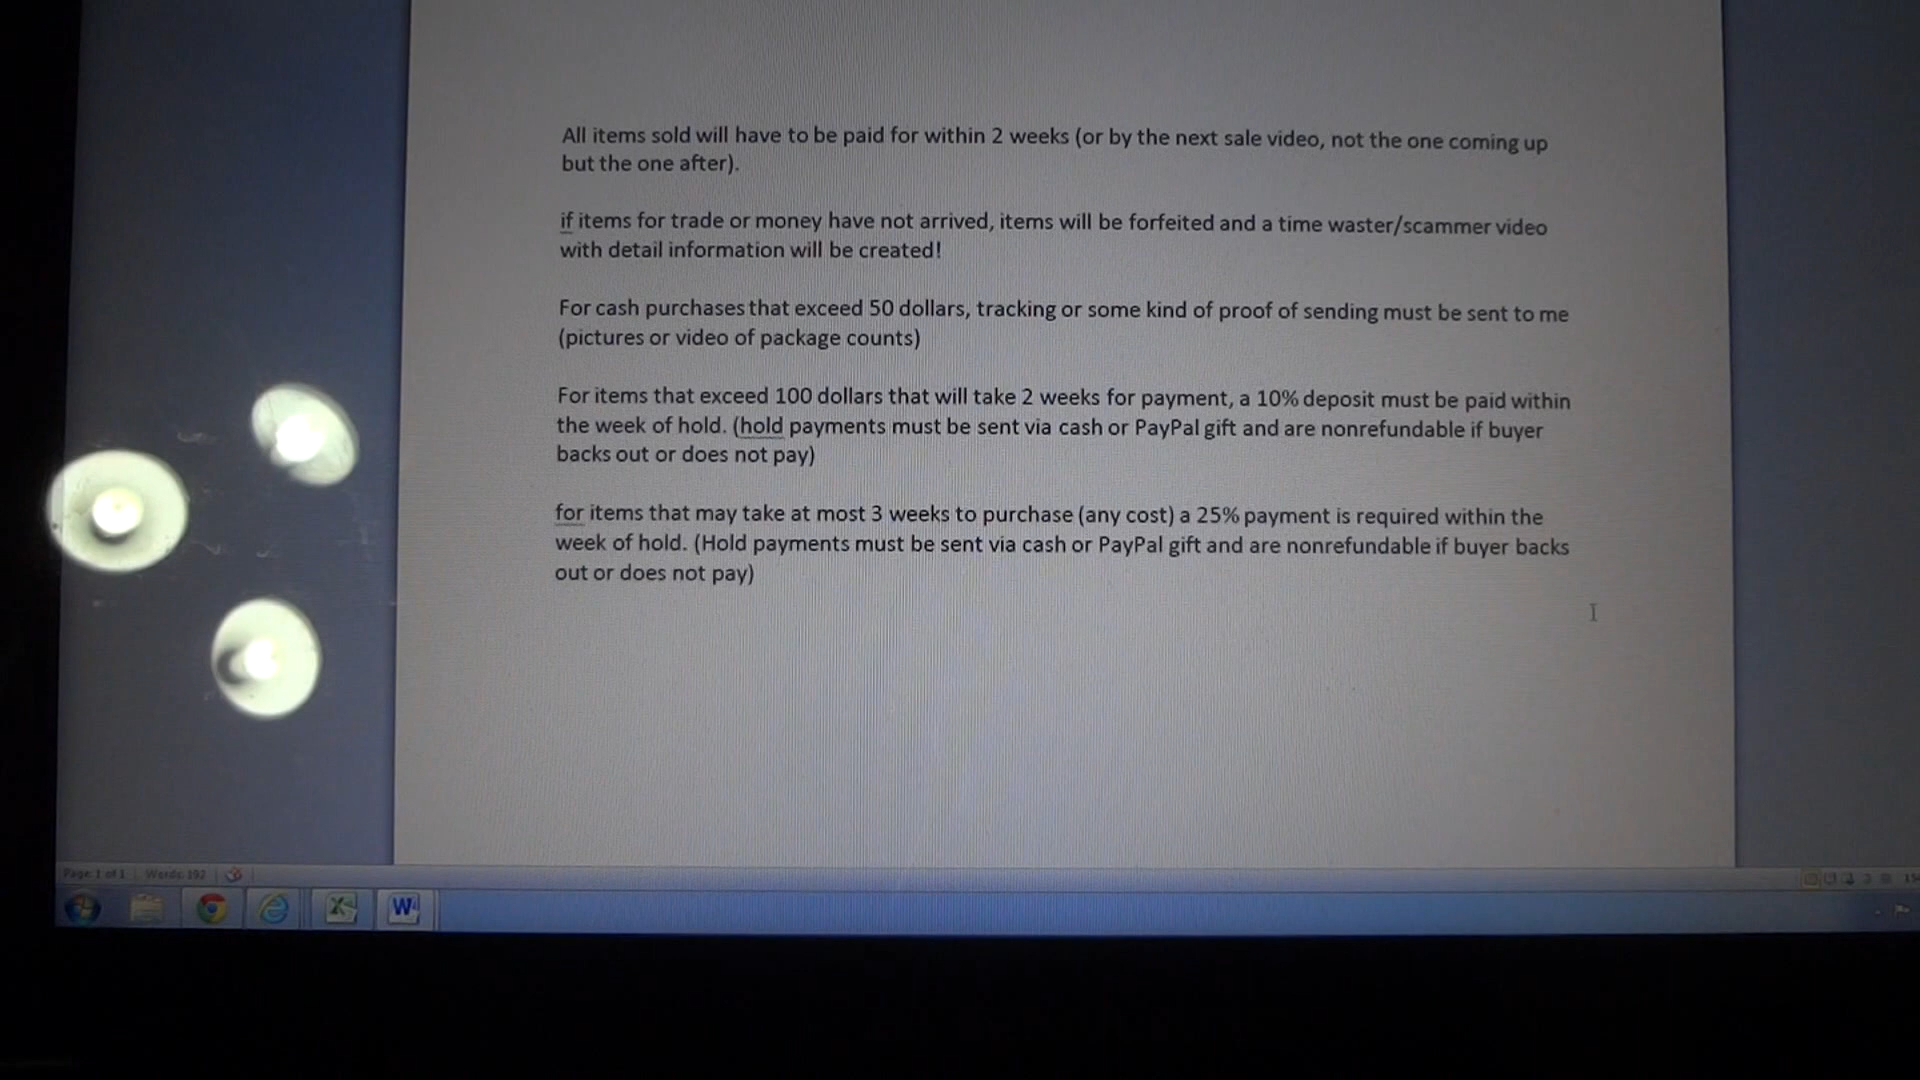 All items sold will have to be paid for within 2 weeks (or by the next sale video, not the one coming up
but the one after).
if items for trade or money have not arrived, items will be forfeited and a time waster/scammer video
with detail information will be created!
For cash purchases that exceed 50 dollars, tracking or some kind of proof of sending must be sent to me
(pictures or video of package counts)
For items that exceed 100 dollars that will take 2 weeks for payment, a 10% deposit must be paid within
the week of hold. (hold payments must be sent via cash or PayPal gift and are nonrefundable if buyer
backs out or does not pay)
for items that may take at most 3 weeks to purchase (any cost) a 25% payment is required within the
week of hold. (Hold payments must be sent via cash or PayPal gift and are nonrefundable if buyer backs
out or does not pay)
Page: 1 of 1 Words: 192